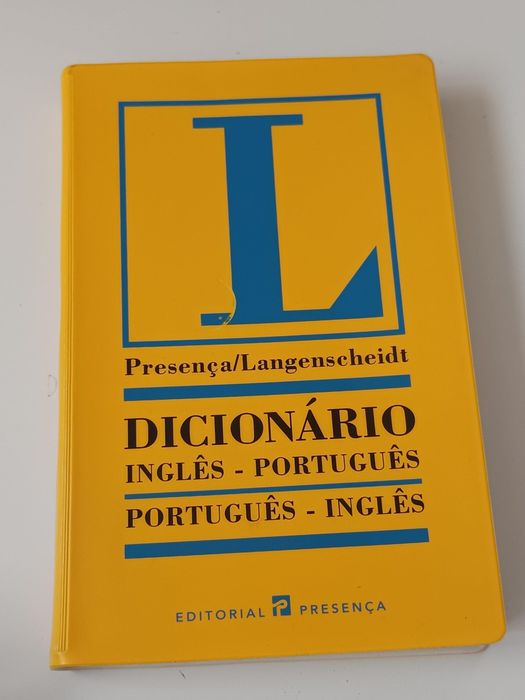 L
Presença/Langenscheidt
DICIONÁRIO
INGLÊS - PORTUGUÊS
PORTUGUÊS - INGLÊS
EDITORIAL P PRESENÇA